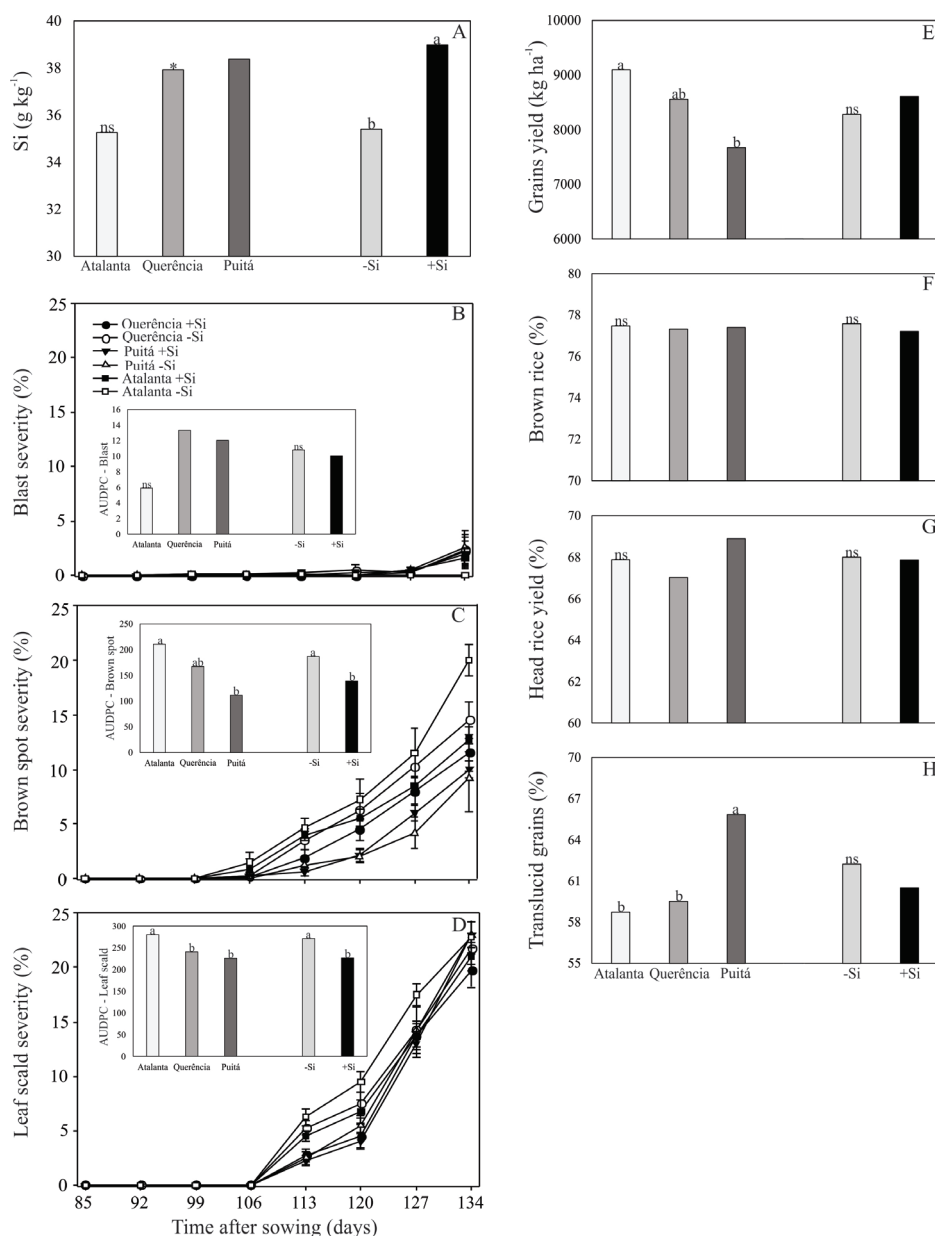 A
Si (g kg⁻¹)
40
38
36
34
32
30
ns
*
b
a
Atalanta Querência Puitá -Si +Si
B
Blast severity (%)
25
20
15
10
5
0
Ouerência +Si
Querência -Si
Puitá +Si
Puitá -Si
Atalanta +Si
Atalanta -Si
AUDPC - Blast
16
14
12
10
8
6
4
2
0
ns
ns
Atalanta Querência Puitá -Si +Si
C
Brown spot severity (%)
25
20
15
10
5
0
AUDPC - Brown spot
250
200
150
100
50
0
a
ab
b
a
b
Atalanta Querência Puitá -Si +Si
D
Leaf scald severity (%)
25
20
15
10
5
0
AUDPC - Leaf scald
300
250
200
150
100
50
0
a
b
b
a
b
Atalanta Querência Puitá -Si +Si
85 92 99 106 113 120 127 134
Time after sowing (days)
E
Grains yield (kg ha⁻¹)
10000
9000
8000
7000
6000
a
ab
b
ns
F
Brown rice (%)
80
78
76
74
72
70
ns
ns
G
Head rice yield (%)
70
68
66
64
62
60
ns
ns
H
Translucid grains (%)
70
67
64
61
58
55
b
b
a
ns
Atalanta Querência Puitá -Si +Si